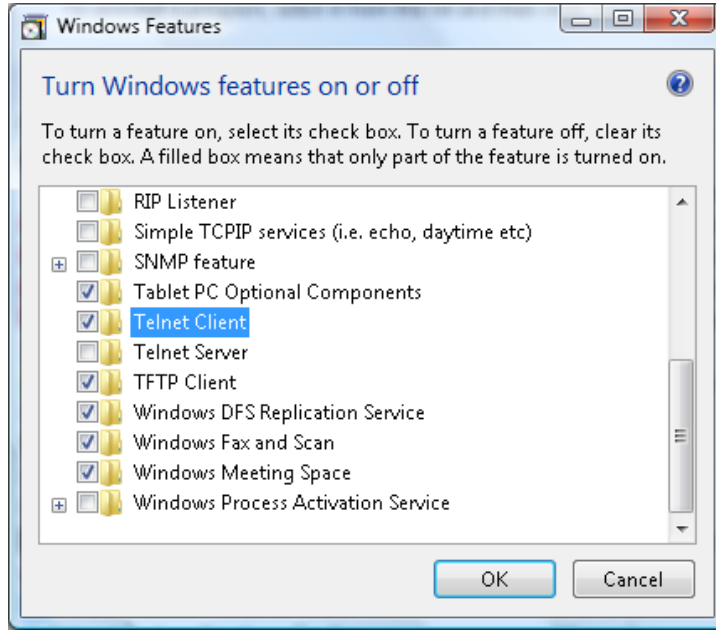 Windows Features
Turn Windows features on or off
To turn a feature on, select its check box. To turn a feature off, clear its
check box. A filled box means that only part of the feature is turned on.
RIP Listener
Simple TCPIP services (i.e. echo, daytime etc)
SNMP feature
Tablet PC Optional Components
Telnet Client
Telnet Server
TFTP Client
Windows DFS Replication Service
Windows Fax and Scan
Windows Meeting Space
Windows Process Activation Service
OK
Cancel